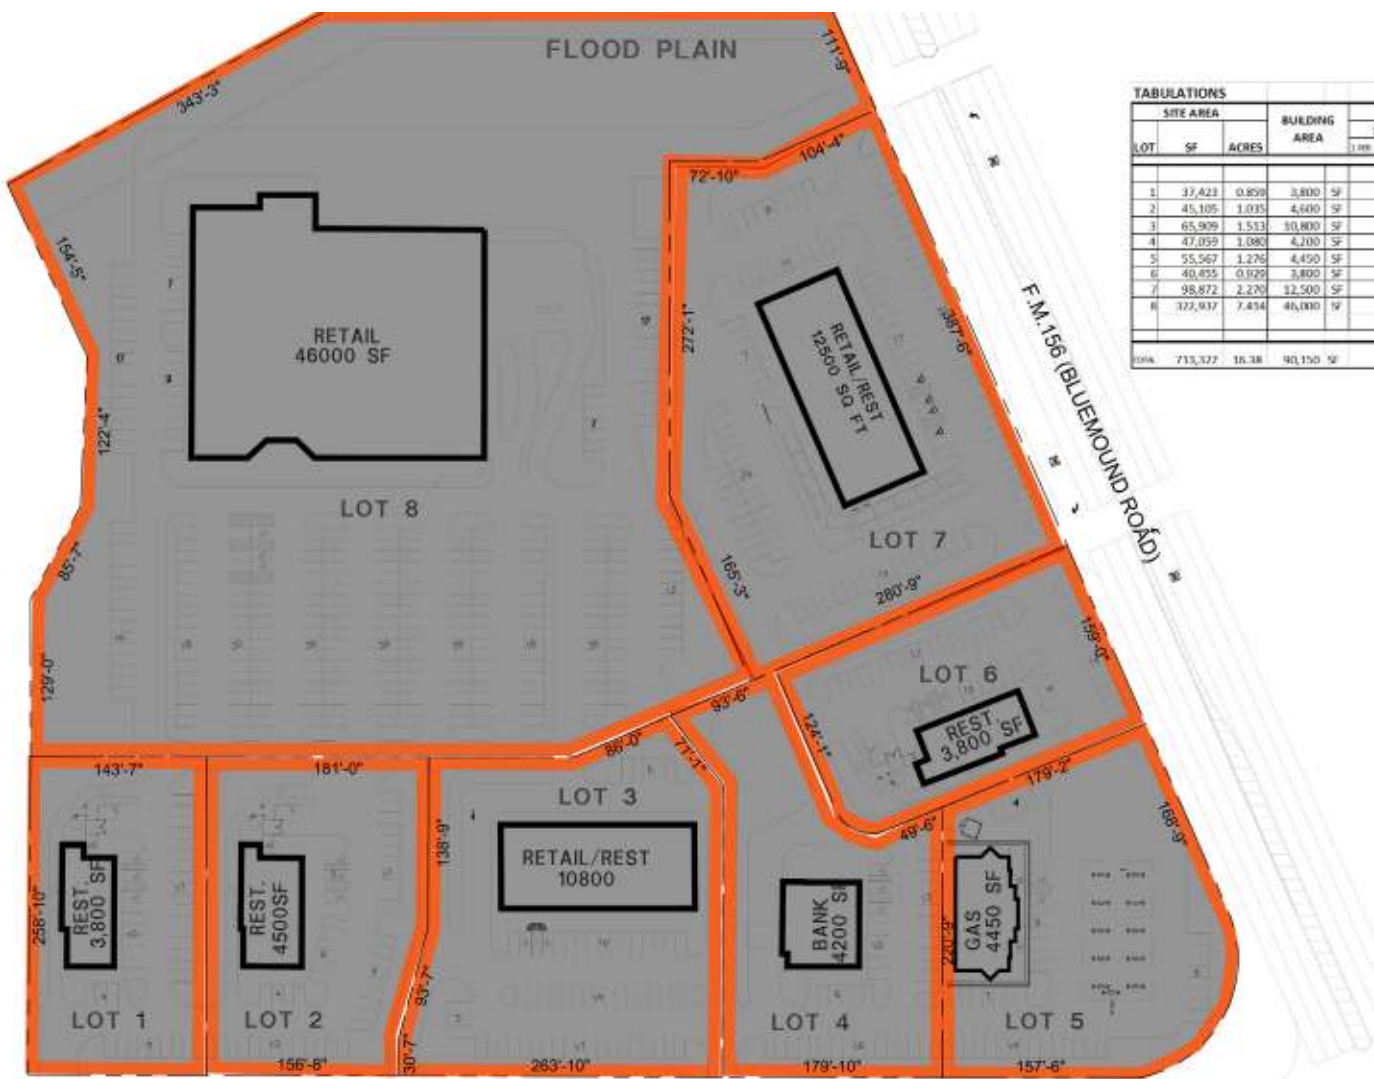 FLOOD PLAIN
111'-9"
343'-3"
104'-4"
72'-10"
154'-5"
RETAIL
46000 SF
272'-1"
RETAIL/REST
12500 SQ FT
387'-6"
F.M.156 (BLUEMOUND ROAD)
122'-4"
LOT 8
LOT 7
85'-7"
165'-3"
280'-9"
129'-0"
159'-0"
LOT 6
REST.
3,800 SF
93'-6"
124'-1"
86'-0"
71'-1"
179'-2"
143'-7"
181'-0"
LOT 3
49'-6"
168'-9"
138'-9"
RETAIL/REST
10800
REST.
3,800 SF
REST.
4500SF
BANK
4200 SF
GAS
4450 SF
258'-10"
220'-9"
93'-7"
LOT 1
LOT 2
LOT 4
LOT 5
30'-7"
156'-8"
263'-10"
179'-10"
157'-6"
TABULATIONS
SITE AREA BUILDING AREA
LOT SF ACRES
1 37,423 0.859 3,800 SF
2 45,105 1.035 4,600 SF
3 65,909 1.513 10,800 SF
4 47,059 1.080 4,200 SF
5 55,567 1.276 4,450 SF
6 40,455 0.929 3,800 SF
7 98,872 2.270 12,500 SF
8 322,937 7.414 46,000 SF
713,327 16.38 90,150 SF